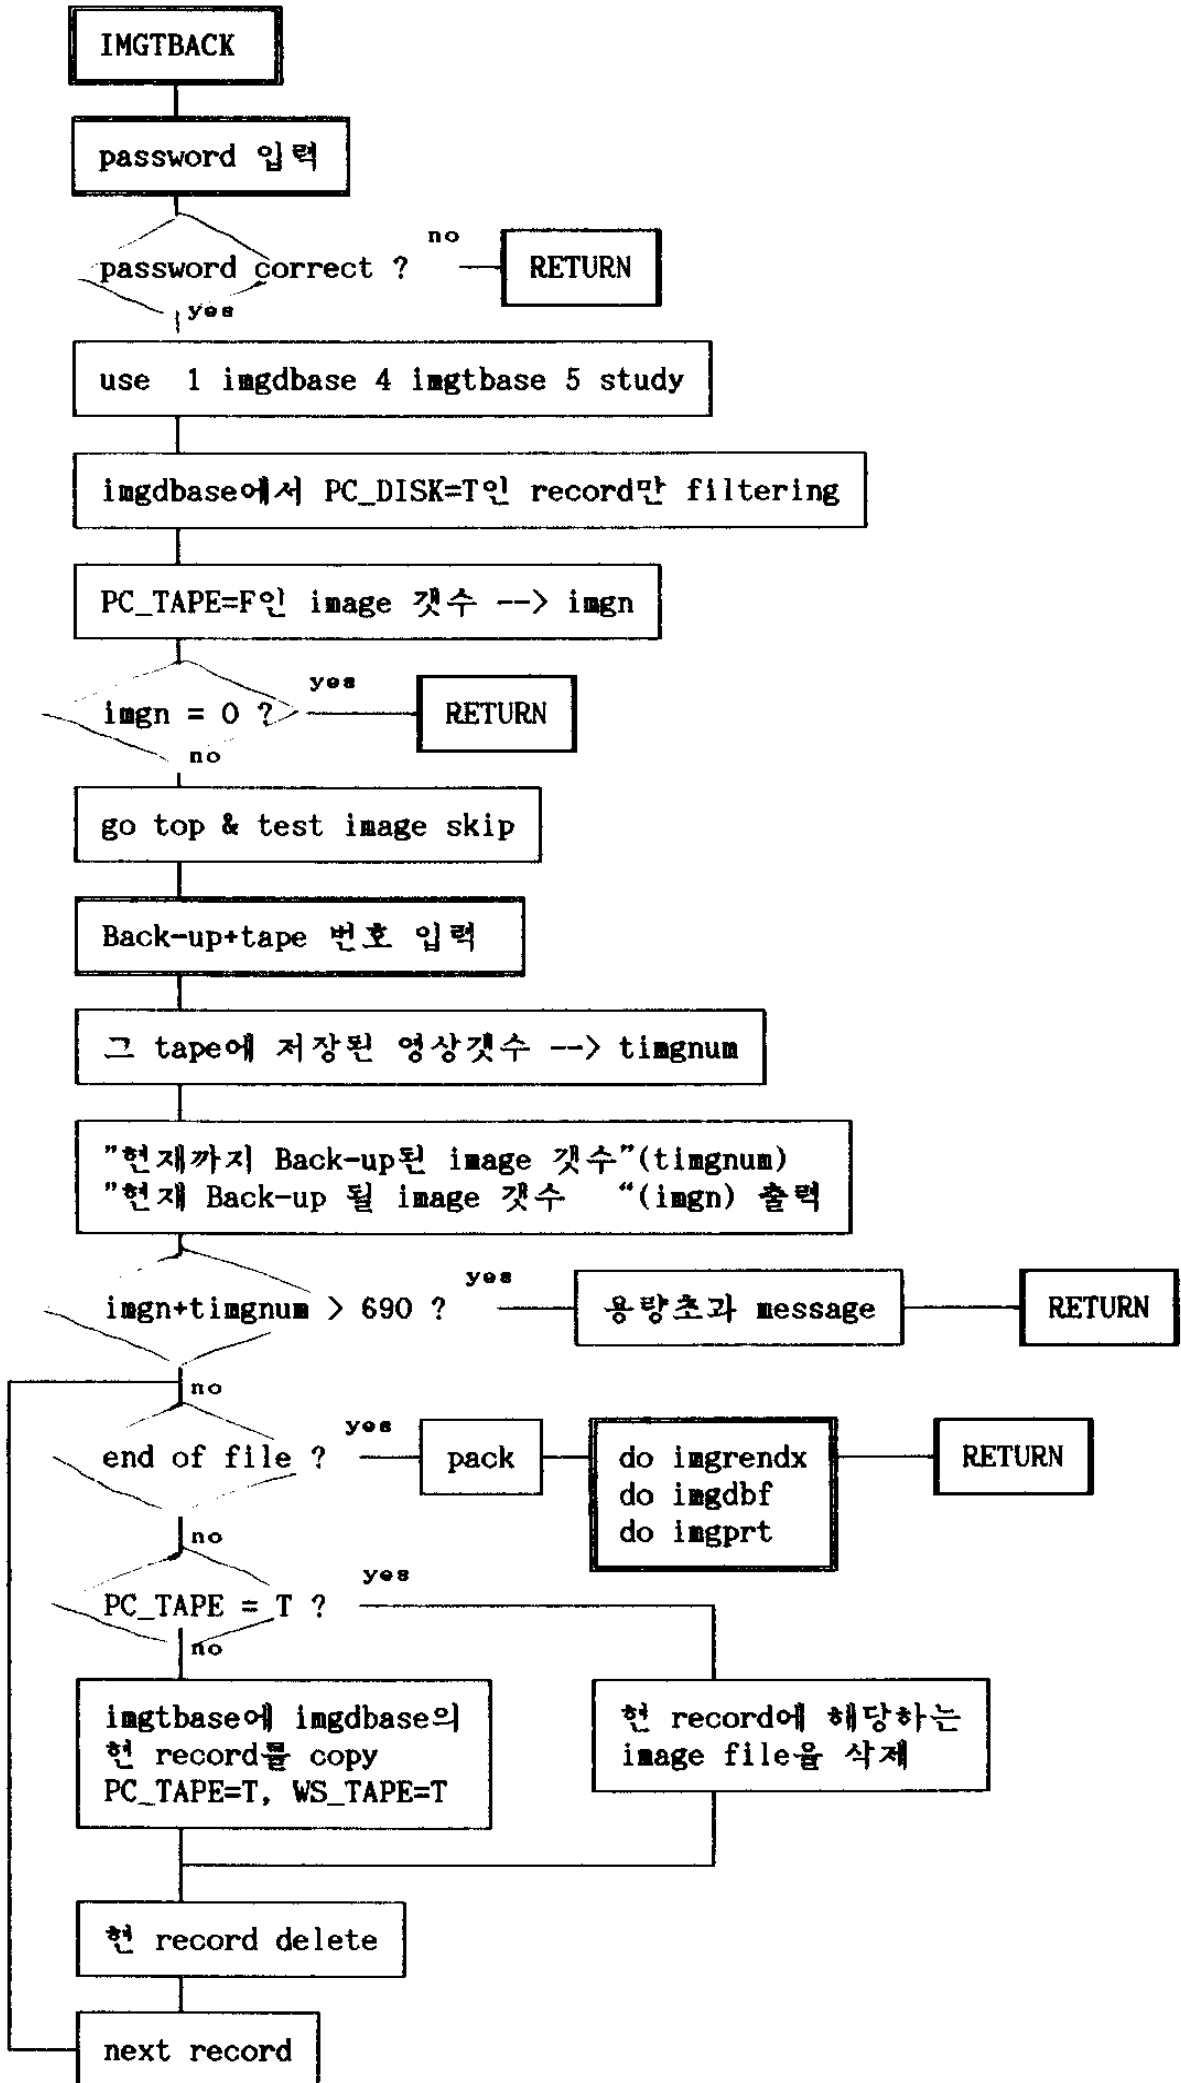 IMGTBACK
password 입력
password correct ?
no
RETURN
yes
use 1 imgdbase 4 imgtbase 5 study
imgdbase에서 PC_DISK=T인 record만 filtering
PC_TAPE=F인 image 갯수 --> imgn
imgn = 0 ?
yes
RETURN
no
go top & test image skip
Back-up+tape 번호 입력
그 tape에 저장된 영상갯수 --> timgnum
"현재까지 Back-up된 image 갯수"(timgnum)
"현재 Back-up 될 image 갯수 "(imgn) 출력
imgn+timgnum > 690 ?
yes
용량초과 message
RETURN
no
end of file ?
yes
pack
do imgrendx
do imgdbf
do imgprt
RETURN
no
PC_TAPE = T ?
yes
no
imgtbase에 imgdbase의
현 record를 copy
PC_TAPE=T, WS_TAPE=T
현 record에 해당하는
image file을 삭제
현 record delete
next record